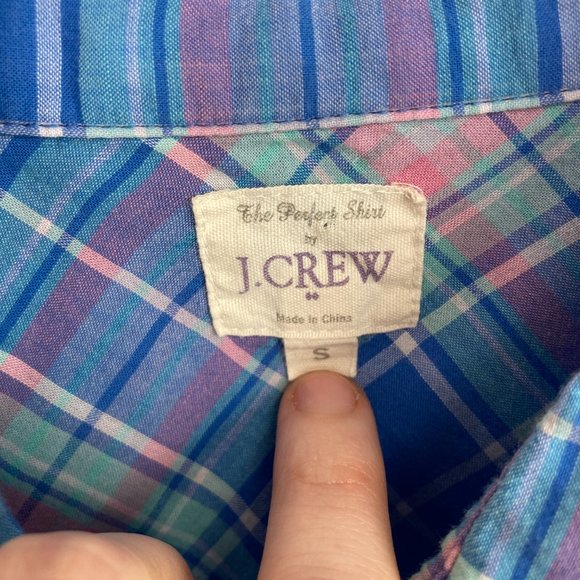 The Perfect Shirt
by
J.CREW
Made in China
S